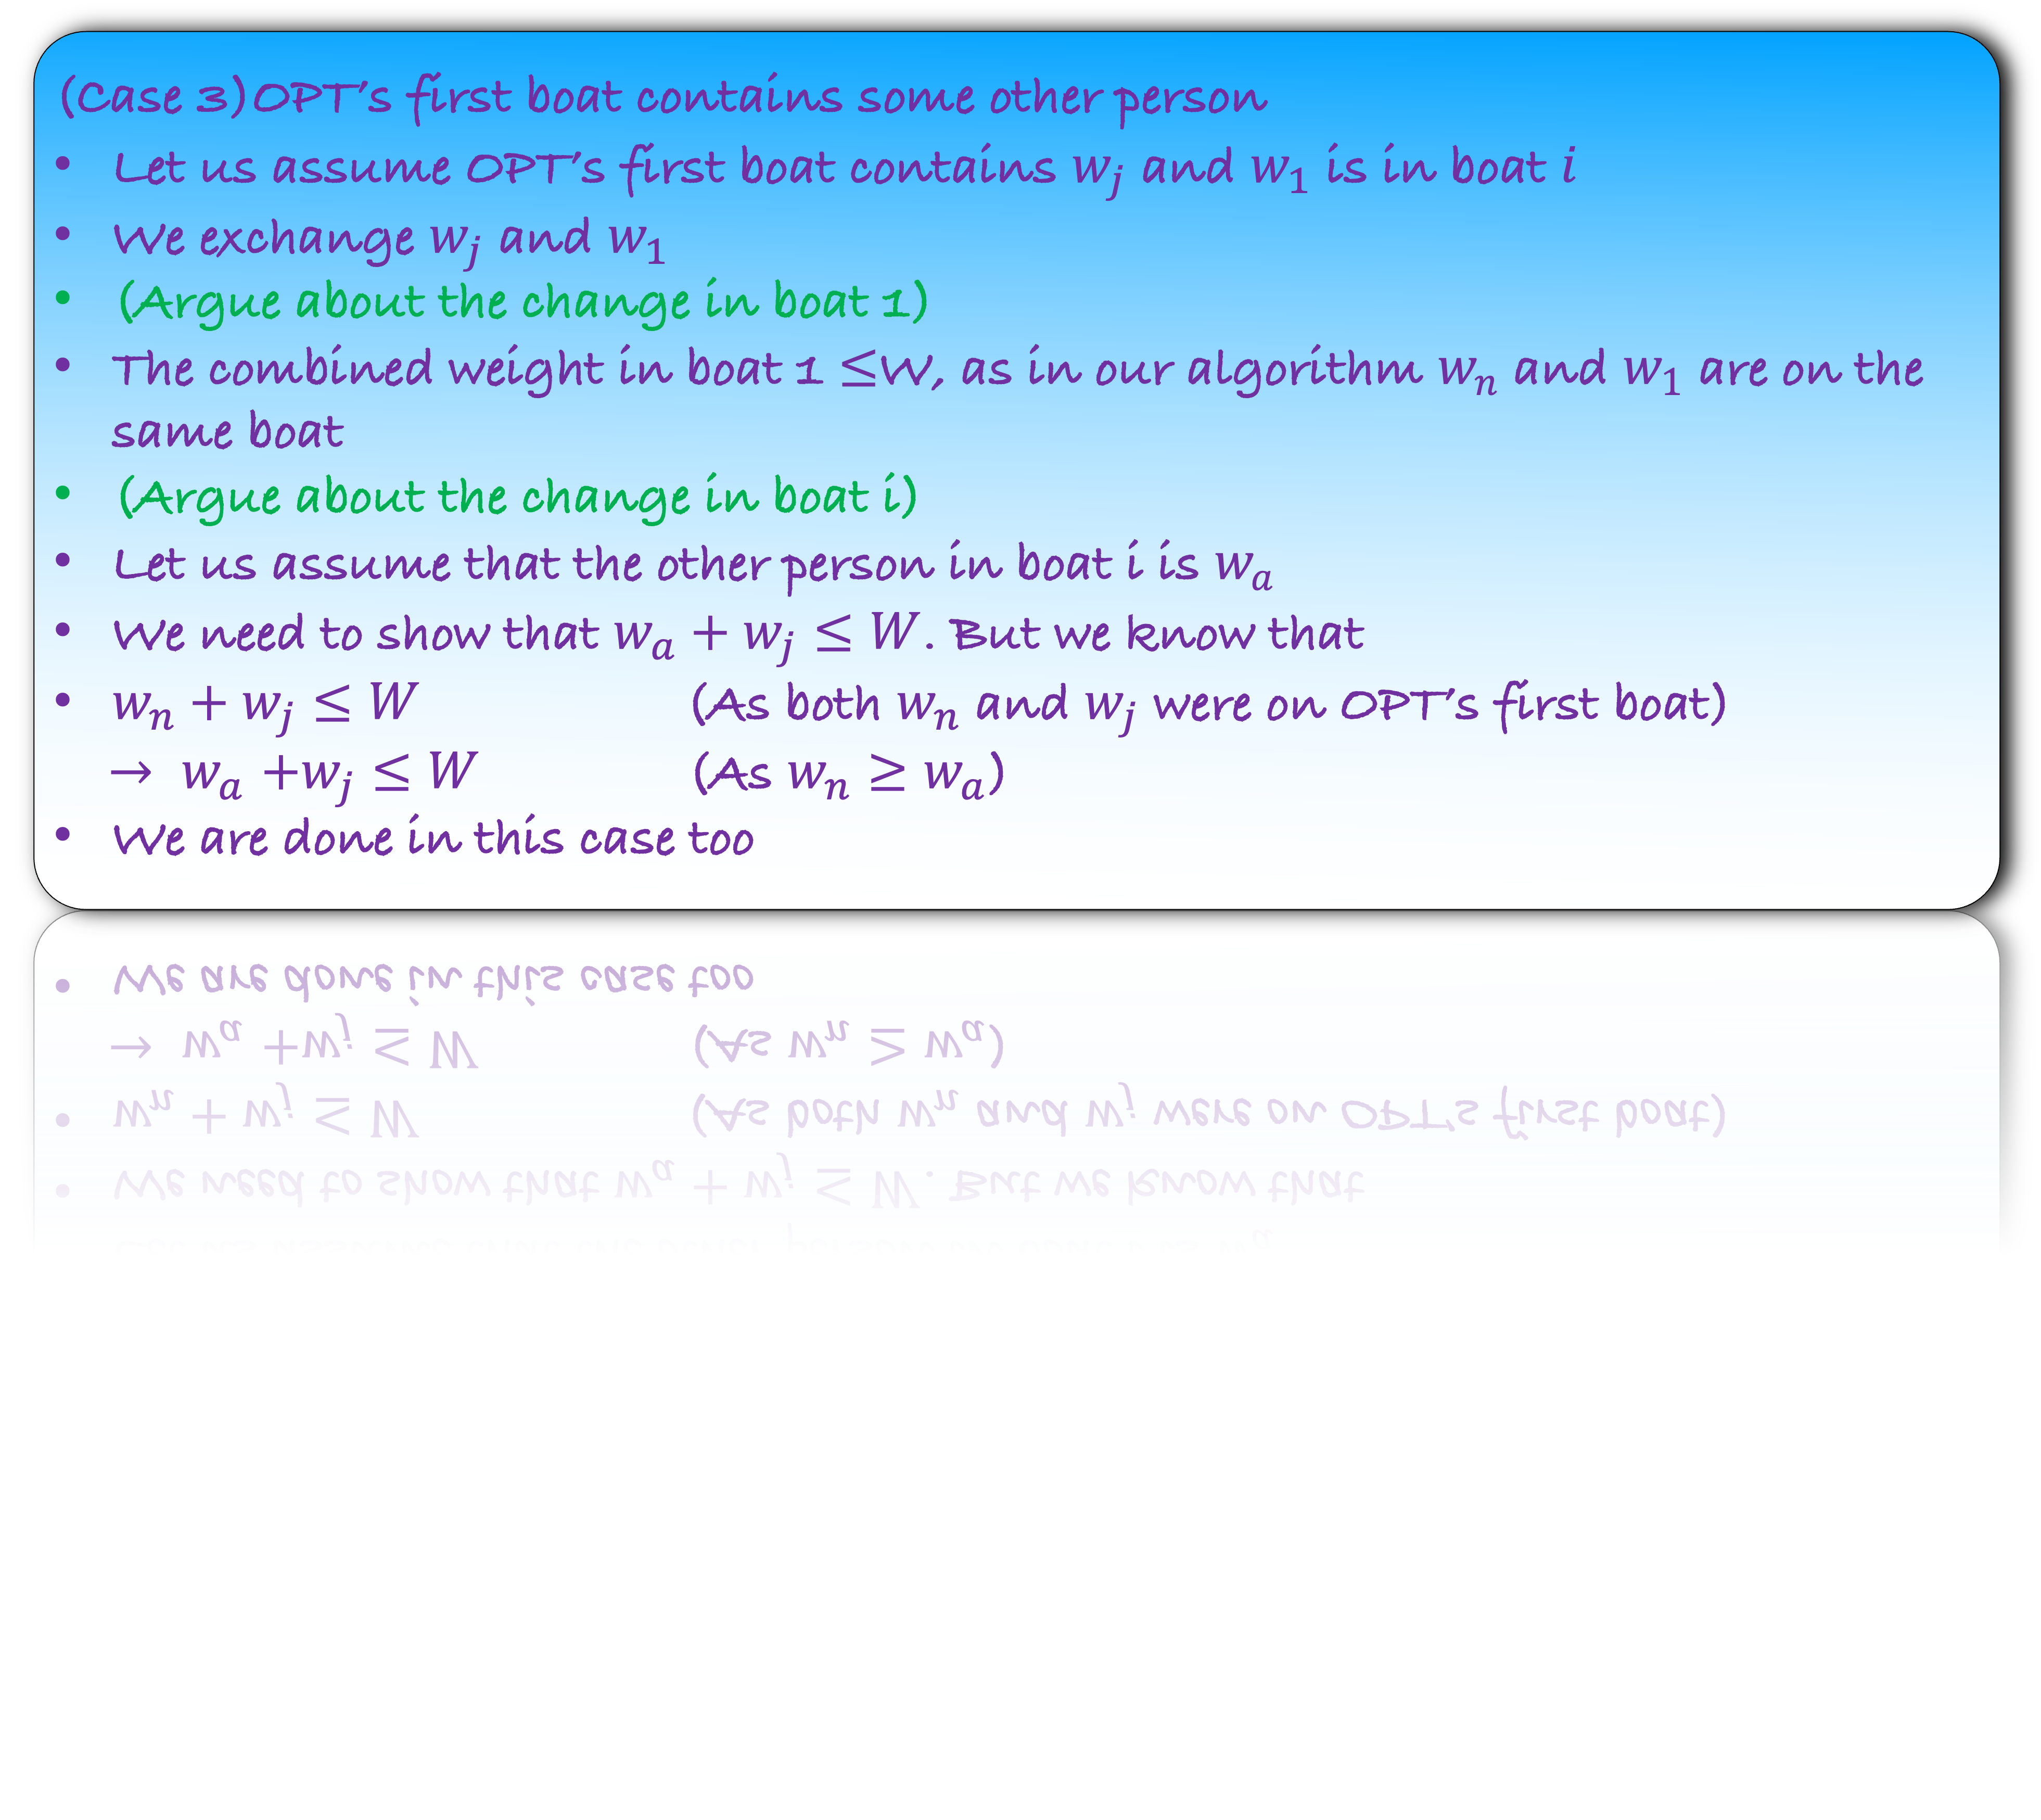 (Case 3)OPT's first boat contains some other person
• Let us assume OPT's first boat contains w_j and w_1 is in boat i
• We exchange w_j and w_1
• (Argue about the change in boat 1)
• The combined weight in boat 1 ≤W, as in our algorithm w_n and w_1 are on the
same boat
• (Argue about the change in boat i)
• Let us assume that the other person in boat i is w_a
• We need to show that w_a + w_j ≤ W. But we know that
• w_n + w_j ≤ W (As both w_n and w_j were on OPT's first boat)
→ w_a +w_j ≤ W (As w_n ≥ w_a)
• We are done in this case too